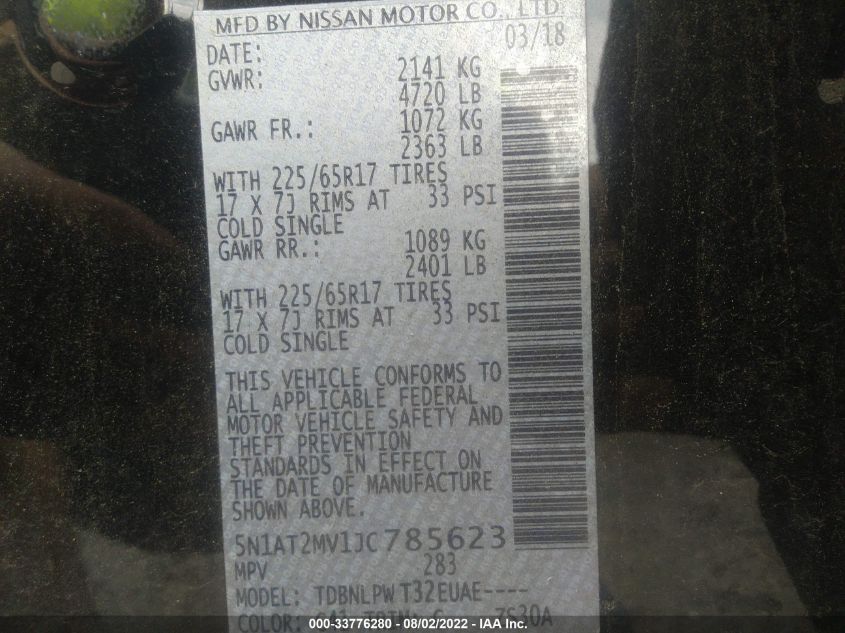 MFD BY NISSAN MOTOR CO., LTD.
DATE: 03/18
GVWR: 2141 KG
4720 LB
GAWR FR.: 1072 KG
2363 LB
WITH 225/65R17 TIRES
17 X 7J RIMS AT 33 PSI
COLD SINGLE
GAWR RR.: 1089 KG
2401 LB
WITH 225/65R17 TIRES
17 X 7J RIMS AT 33 PSI
COLD SINGLE
THIS VEHICLE CONFORMS TO
ALL APPLICABLE FEDERAL
MOTOR VEHICLE SAFETY AND
THEFT PREVENTION
STANDARDS IN EFFECT ON
THE DATE OF MANUFACTURE
SHOWN ABOVE.
5N1AT2MV1JC785623
MPV 283
MODEL: TDBNLPWT32EUAE----
COLOR: TRIM: G
000-33776280 - 08/02/2022 - IAA Inc.